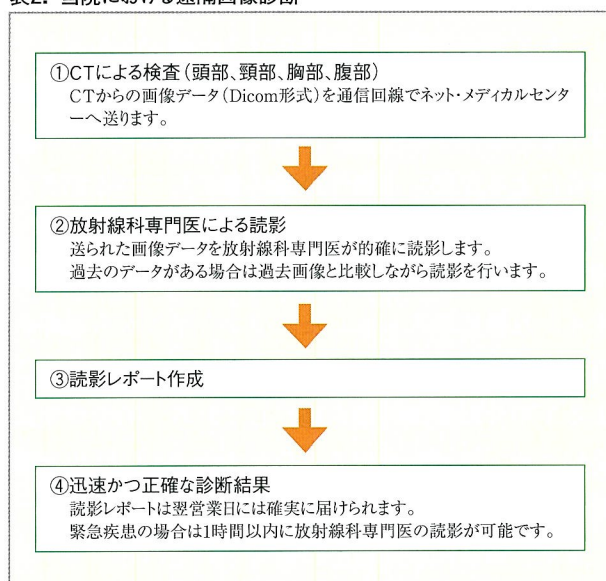 表2. 当院における遠隔画像診断
①CTによる検査(頭部、頸部、胸部、腹部)
CTからの画像データ(Dicom形式)を通信回線でネット・メディカルセンタ
ーへ送ります。
②放射線科専門医による読影
送られた画像データを放射線科専門医が的確に読影します。
過去のデータがある場合は過去画像と比較しながら読影を行います。
③読影レポート作成
④迅速かつ正確な診断結果
読影レポートは翌営業日には確実に届けられます。
緊急疾患の場合は1時間以内に放射線科専門医の読影が可能です。